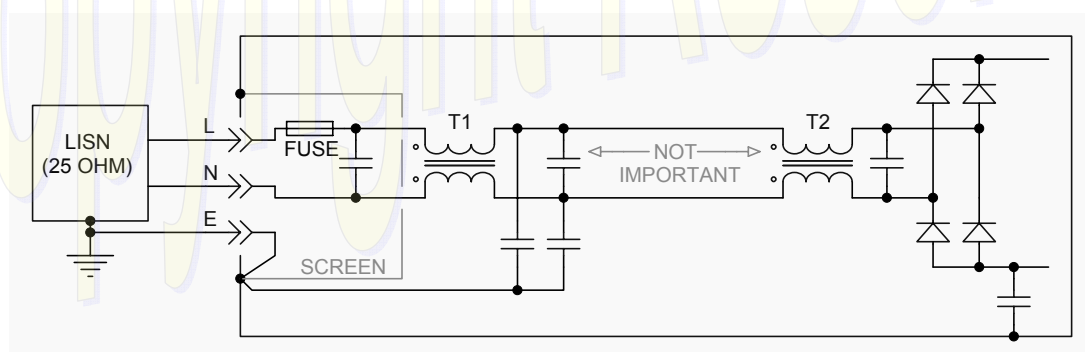 LISN
(25 OHM)
L
N
E
FUSE
T1
T2
NOT
IMPORTANT
SCREEN